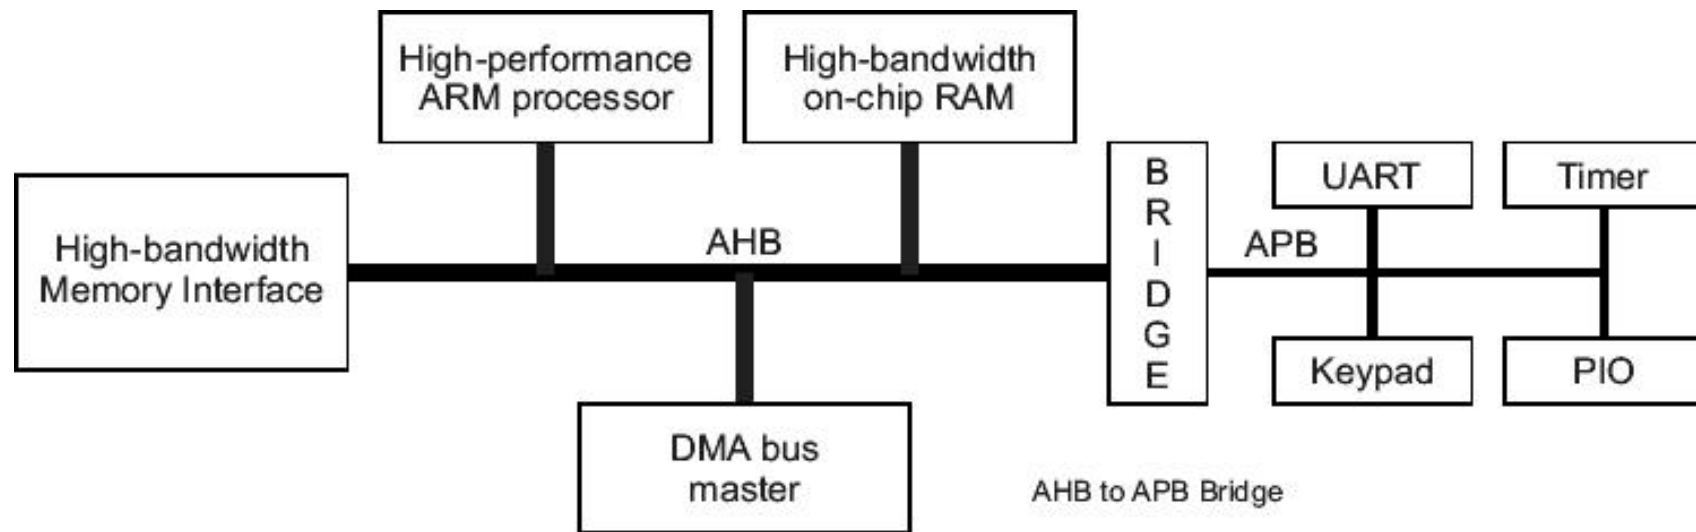 High-performance
ARM processor
High-bandwidth
on-chip RAM
High-bandwidth
Memory Interface
AHB
B
R
I
D
G
E
APB
UART
Timer
Keypad
PIO
DMA bus
master
AHB to APB Bridge